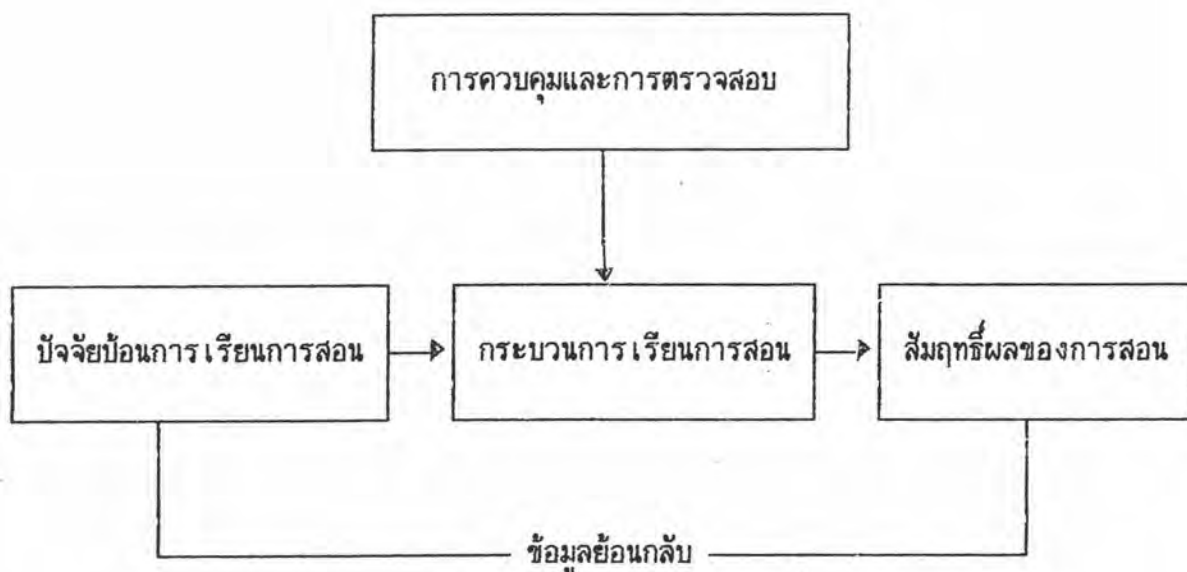 การควบคุมและการตรวจสอบ
ปัจจัยป้อนการเรียนการสอน
กระบวนการเรียนการสอน
สัมฤทธิ์ผลของการสอน
ข้อมูลย้อนกลับ